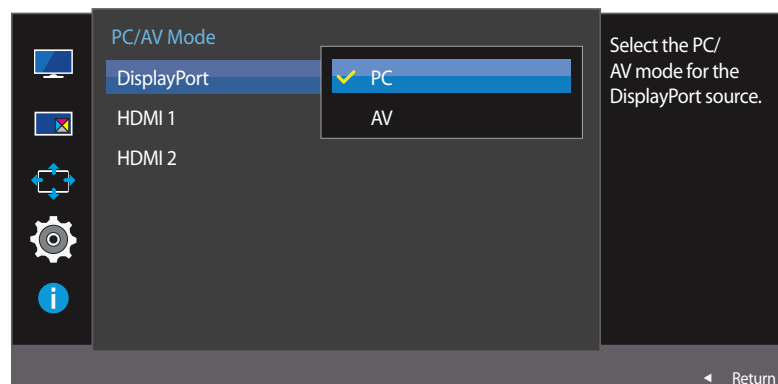 PC/AV Mode
DisplayPort
PC
HDMI 1
AV
HDMI 2
Select the PC/
AV mode for the
DisplayPort source.
Return